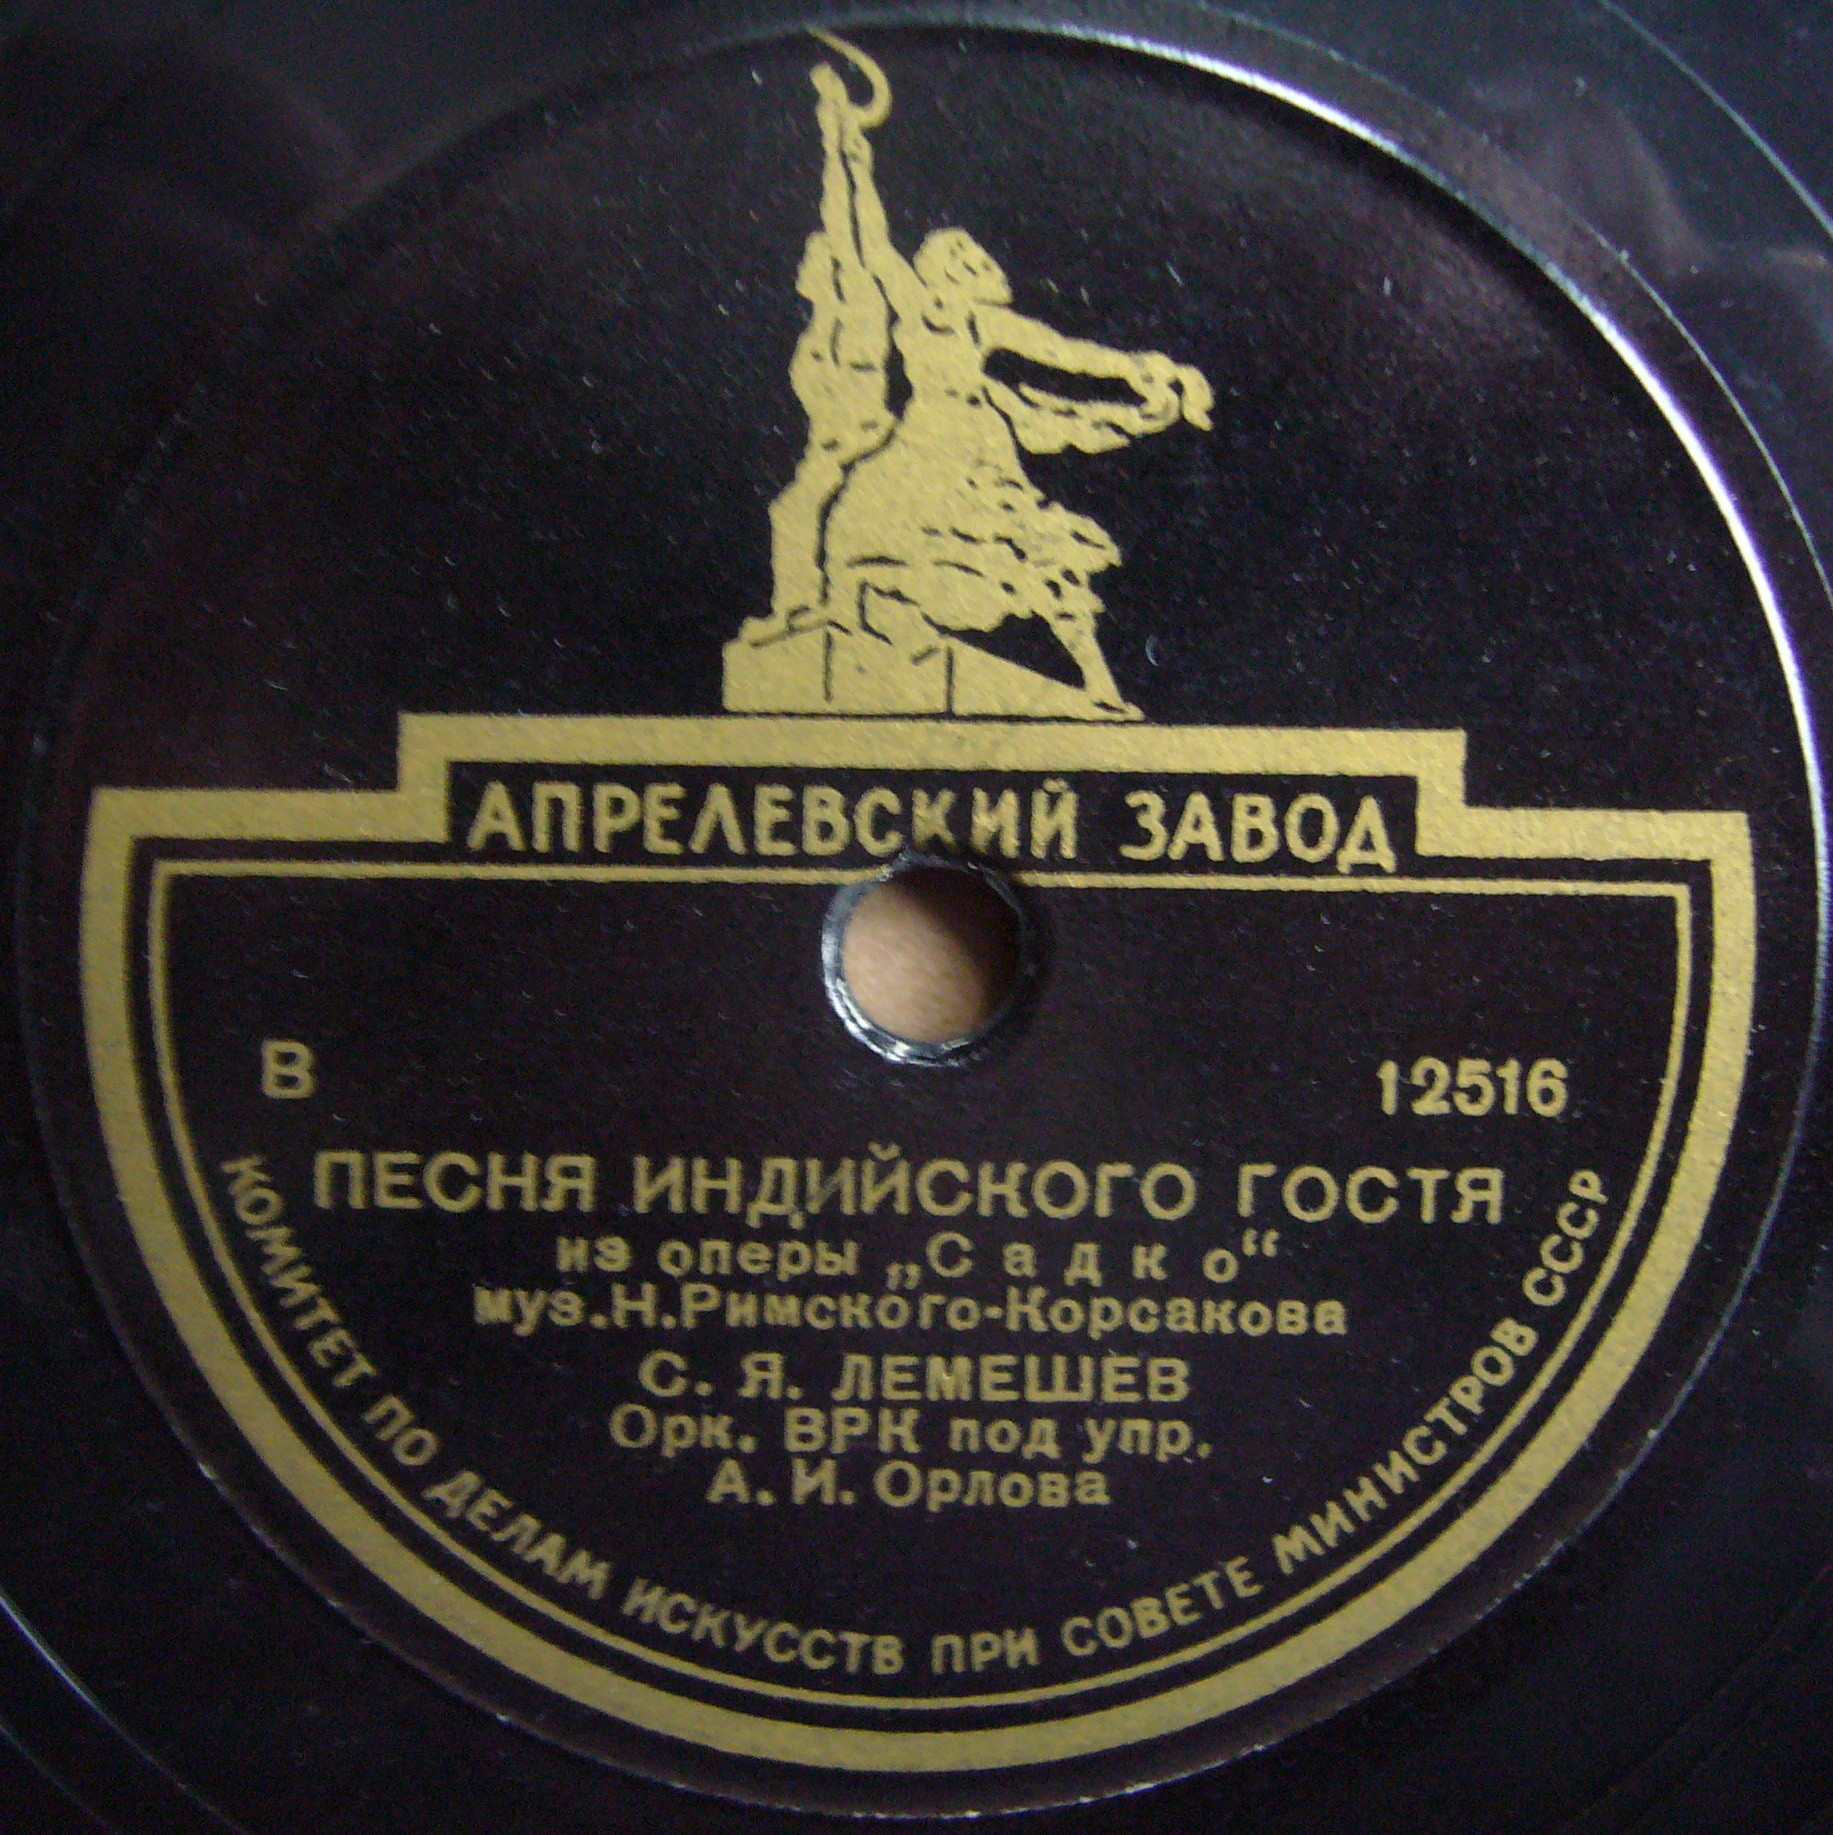 АПРЕЛЕВСКИЙ ЗАВОД
В 12516
ПЕСНЯ ИНДИЙСКОГО ГОСТЯ
из оперы „Садко“
муз.Н.Римского-Корсакова
С. Я. ЛЕМЕШЕВ
Орк. ВРК под упр.
А. И. Орлова
КОМИТЕТ ПО ДЕЛАМ ИСКУССТВ ПРИ СОВЕТЕ МИНИСТРОВ СССР